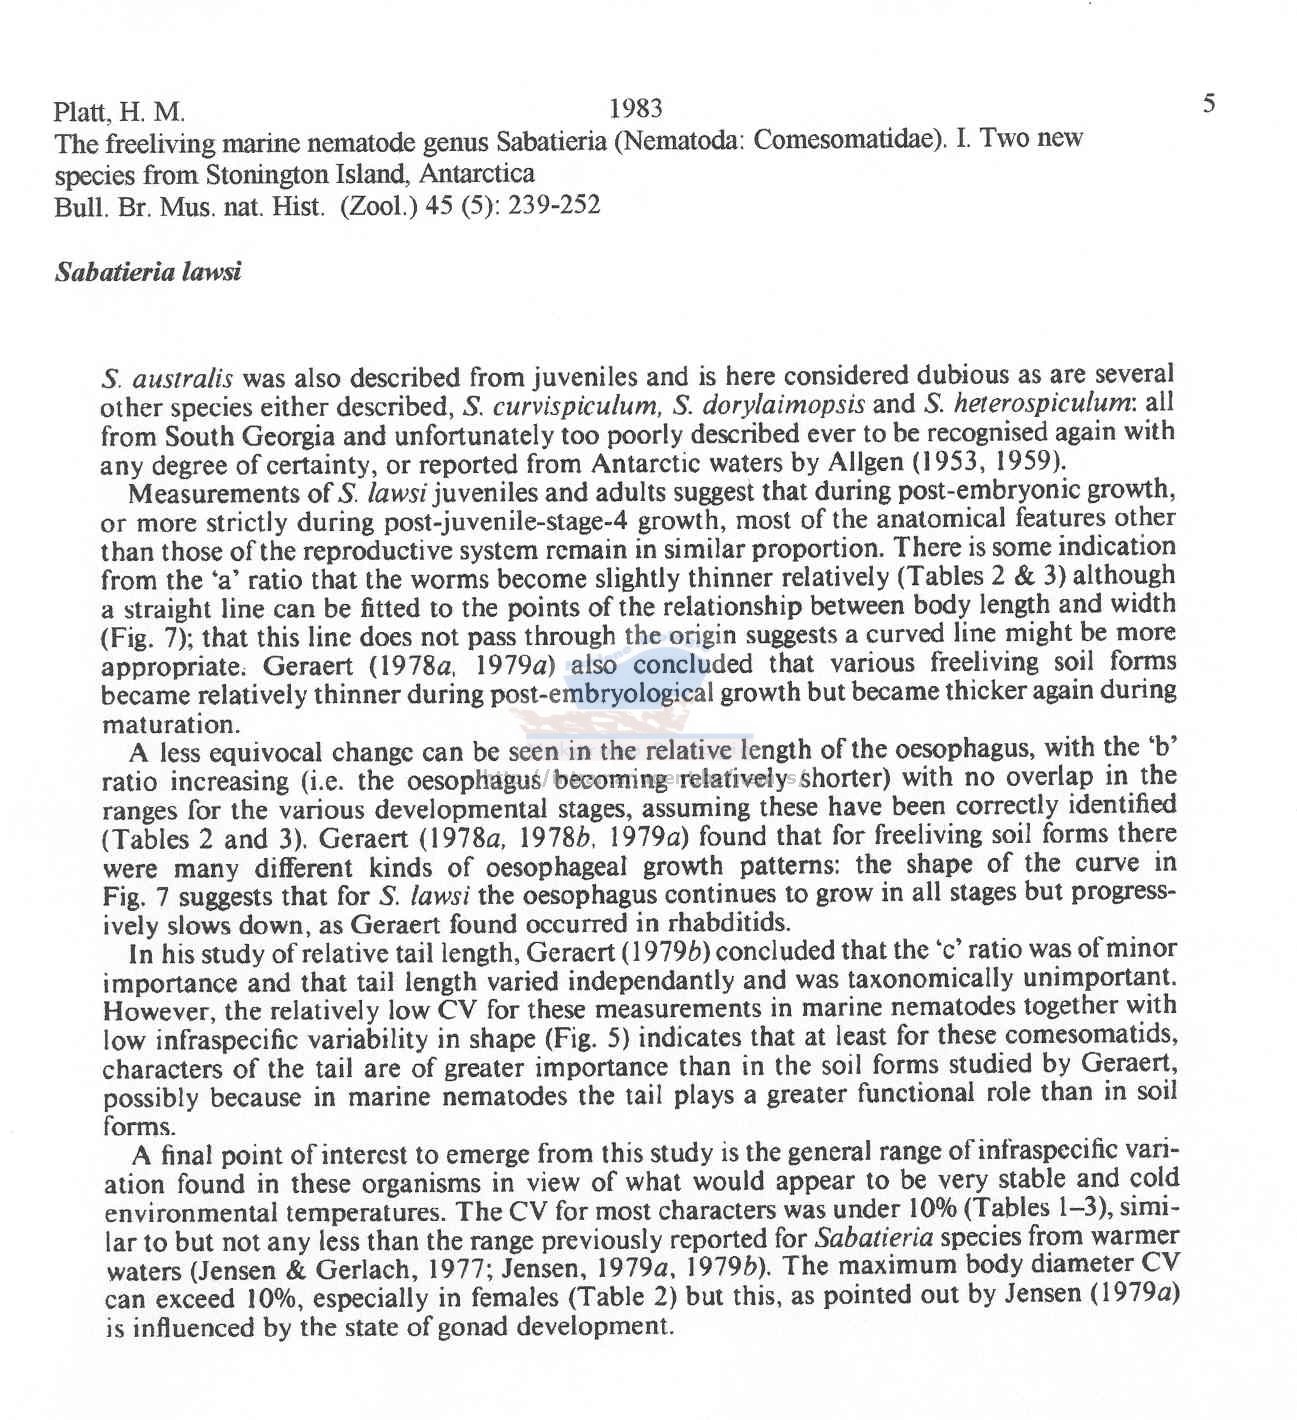 Platt, H. M. 1983 5
The freeliving marine nematode genus Sabatieria (Nematoda: Comesomatidae). I. Two new
species from Stonington Island, Antarctica
Bull. Br. Mus. nat. Hist. (Zool.) 45 (5): 239-252
Sabatieria lawsi
S. australis was also described from juveniles and is here considered dubious as are several
other species either described, S. curvispiculum, S. dorylaimopsis and S. heterospiculum: all
from South Georgia and unfortunately too poorly described ever to be recognised again with
any degree of certainty, or reported from Antarctic waters by Allgen (1953, 1959).
Measurements of S. lawsi juveniles and adults suggest that during post-embryonic growth,
or more strictly during post-juvenile-stage-4 growth, most of the anatomical features other
than those of the reproductive system remain in similar proportion. There is some indication
from the ‘a’ ratio that the worms become slightly thinner relatively (Tables 2 & 3) although
a straight line can be fitted to the points of the relationship between body length and width
(Fig. 7); that this line does not pass through the origin suggests a curved line might be more
appropriate. Geraert (1978a, 1979a) also concluded that various freeliving soil forms
became relatively thinner during post-embryological growth but became thicker again during
maturation.
A less equivocal change can be seen in the relative length of the oesophagus, with the ‘b’
ratio increasing (i.e. the oesophagus becoming relatively shorter) with no overlap in the
ranges for the various developmental stages, assuming these have been correctly identified
(Tables 2 and 3). Geraert (1978a, 1978b, 1979a) found that for freeliving soil forms there
were many different kinds of oesophageal growth patterns: the shape of the curve in
Fig. 7 suggests that for S. lawsi the oesophagus continues to grow in all stages but progress-
ively slows down, as Geraert found occurred in rhabditids.
In his study of relative tail length, Geraert (1979b) concluded that the ‘c’ ratio was of minor
importance and that tail length varied independantly and was taxonomically unimportant.
However, the relatively low CV for these measurements in marine nematodes together with
low infraspecific variability in shape (Fig. 5) indicates that at least for these comesomatids,
characters of the tail are of greater importance than in the soil forms studied by Geraert,
possibly because in marine nematodes the tail plays a greater functional role than in soil
forms.
A final point of interest to emerge from this study is the general range of infraspecific vari-
ation found in these organisms in view of what would appear to be very stable and cold
environmental temperatures. The CV for most characters was under 10% (Tables 1–3), simi-
lar to but not any less than the range previously reported for Sabatieria species from warmer
waters (Jensen & Gerlach, 1977; Jensen, 1979a, 1979b). The maximum body diameter CV
can exceed 10%, especially in females (Table 2) but this, as pointed out by Jensen (1979a)
is influenced by the state of gonad development.